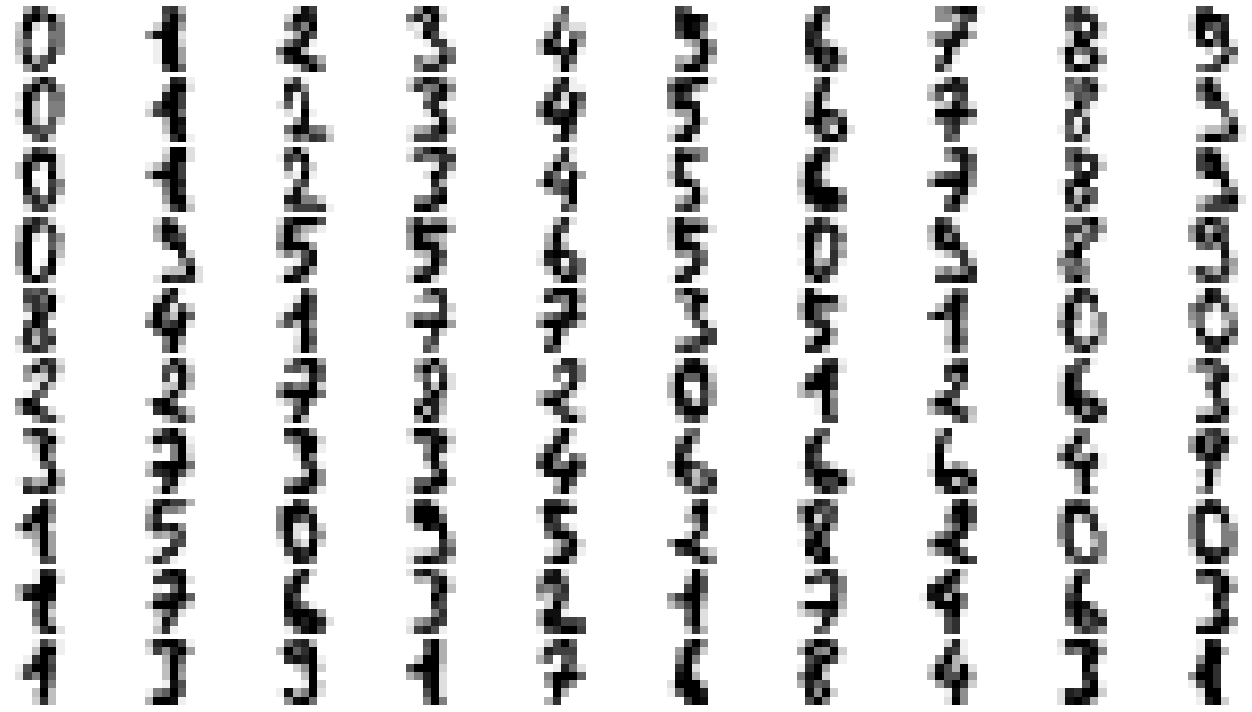 0 1 2 3 4 5 6 7 8 9
0 1 2 3 4 5 6 7 8 9
0 1 2 3 4 5 6 7 8 9
0 9 5 5 6 5 0 9 8 9
8 4 1 7 7 3 5 1 0 0
2 2 7 8 2 0 1 2 6 3
3 7 3 3 4 6 6 6 4 9
1 5 0 9 5 2 8 2 0 0
1 7 6 3 2 1 7 4 6 3
1 3 9 1 7 6 8 4 3 1